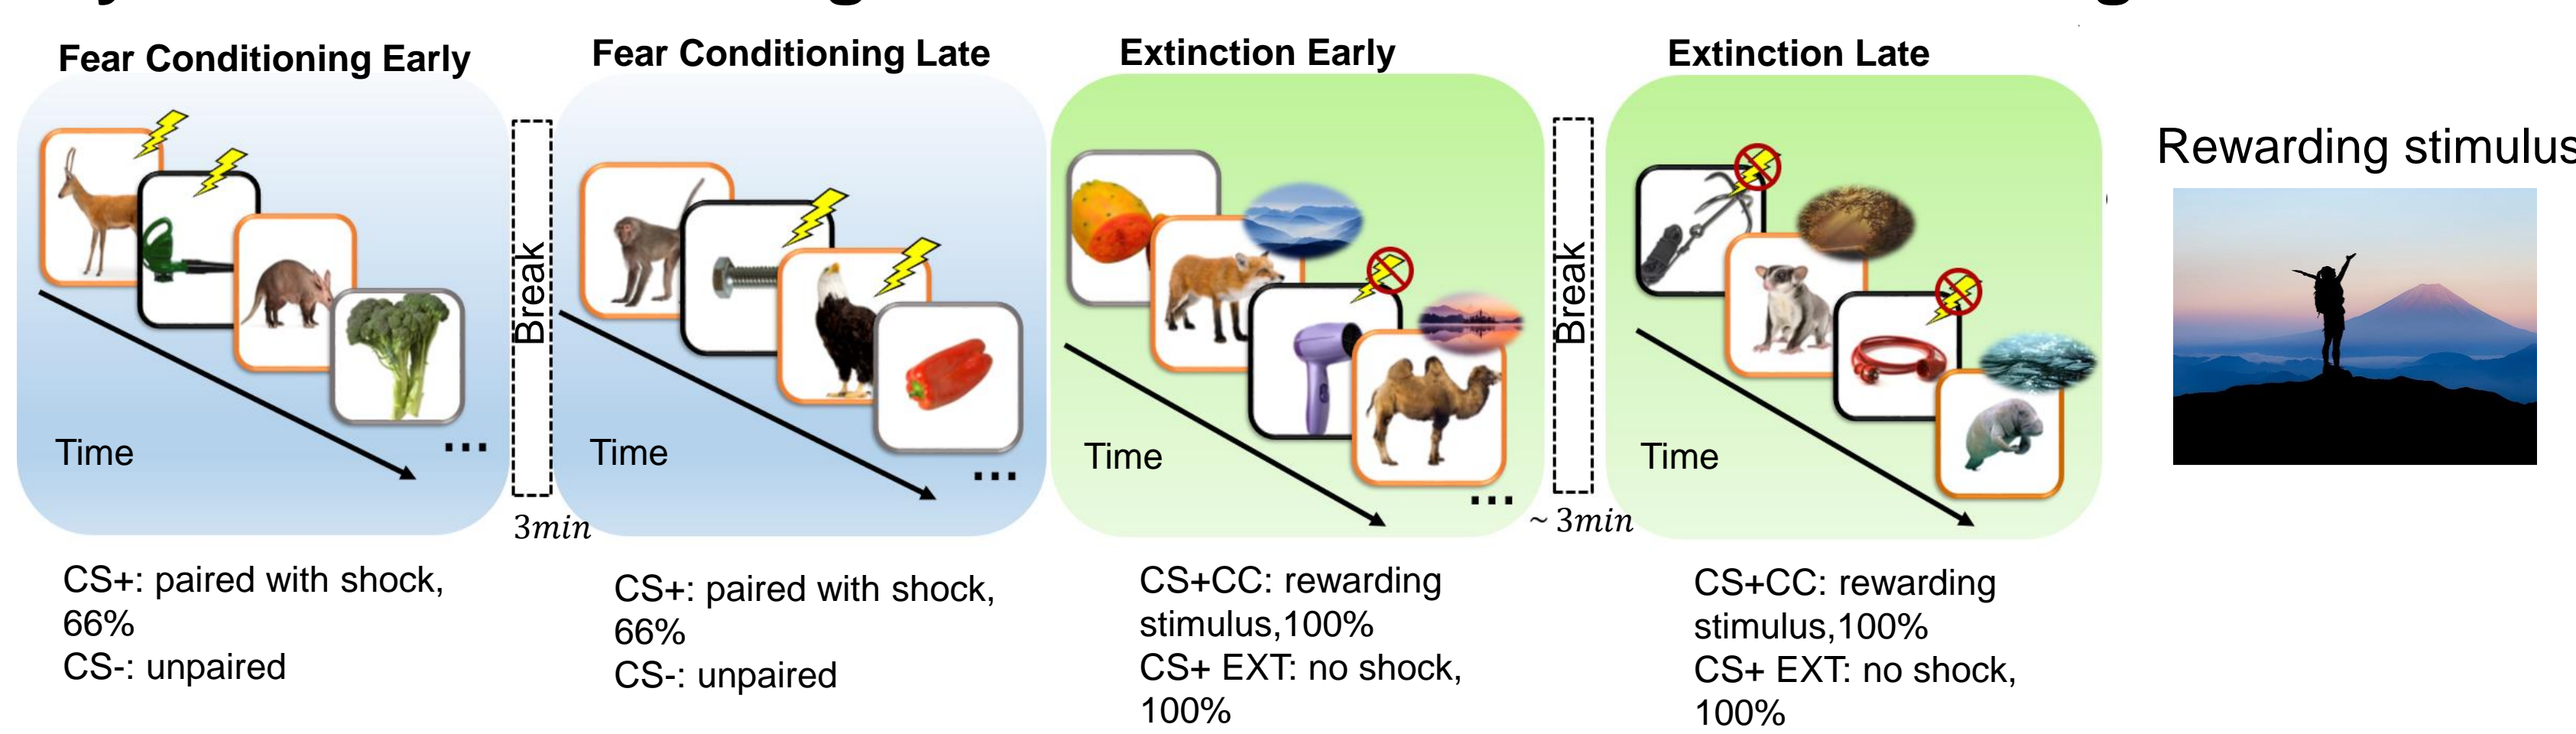 Fear Conditioning Early
Fear Conditioning Late
Extinction Early
Extinction Late
Rewarding stimulus
Break
Break
Time
...
Time
...
Time
...
Time
3min
~ 3min
CS+: paired with shock,
66%
CS-: unpaired
CS+: paired with shock,
66%
CS-: unpaired
CS+CC: rewarding
stimulus,100%
CS+ EXT: no shock,
100%
CS+CC: rewarding
stimulus,100%
CS+ EXT: no shock,
100%